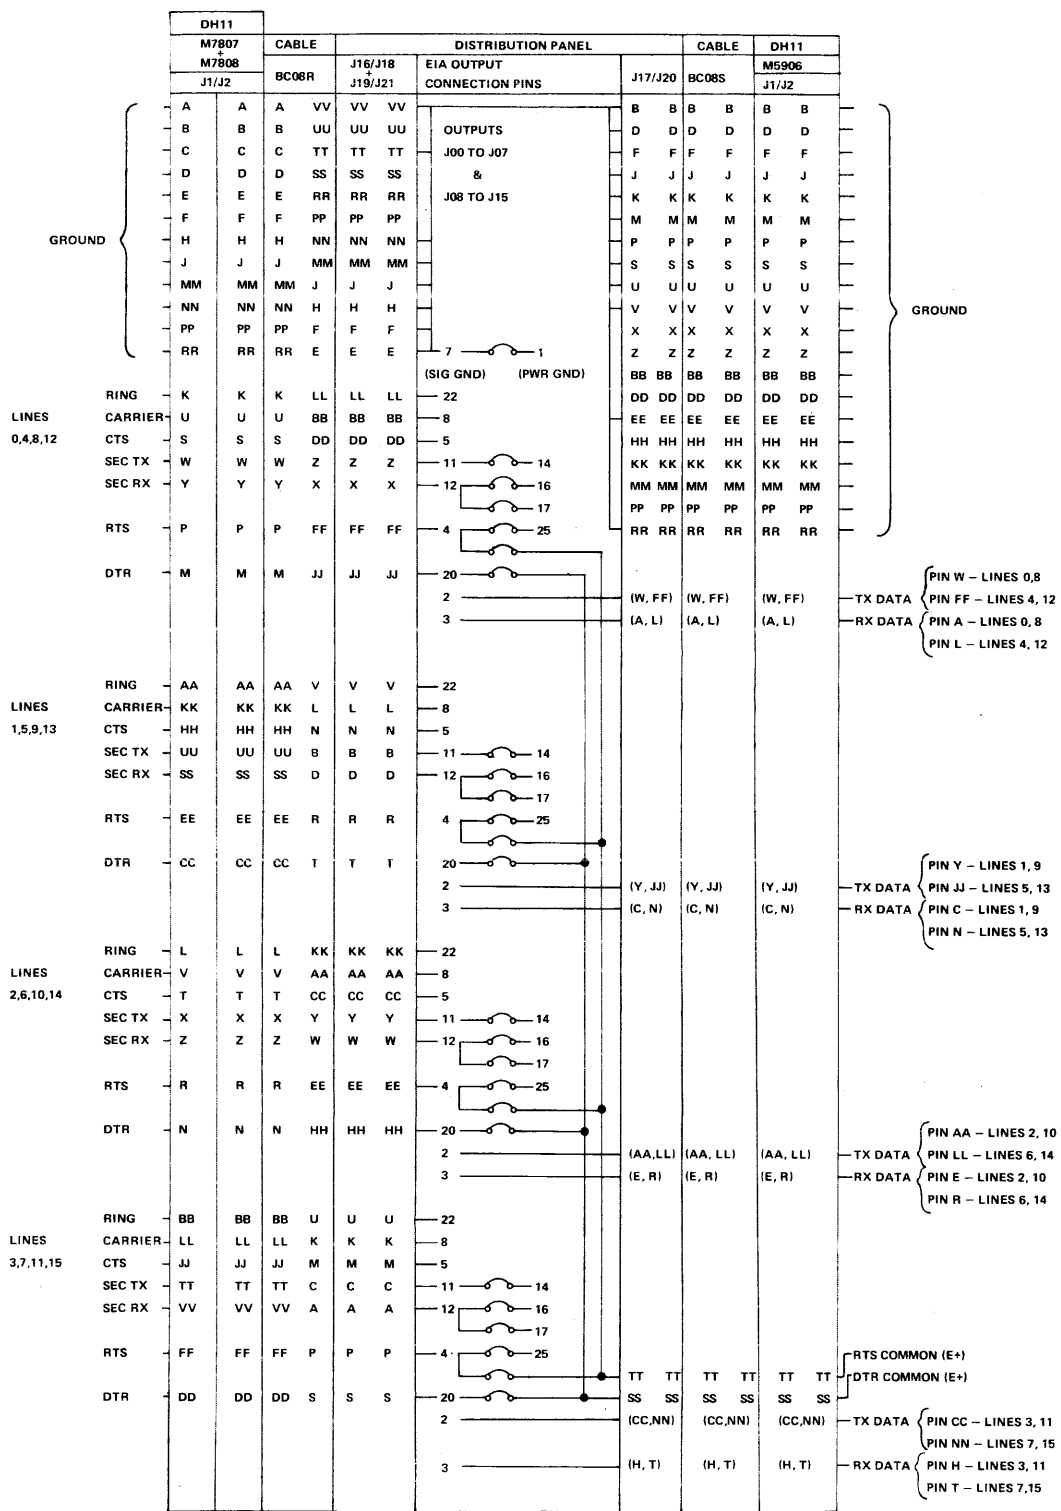 DH11
M7807 + M7808 CABLE DISTRIBUTION PANEL CABLE DH11
J1/J2 BC08R J16/J18 + J19/J21 EIA OUTPUT CONNECTION PINS J17/J20 BC08S M5906 J1/J2
A A A VV VV VV B B B B B B
B B B UU UU UU OUTPUTS D D D D D D
C C C TT TT TT J00 TO J07 F F F F F F
D D D SS SS SS & J J J J J J
E E E RR RR RR J08 TO J15 K K K K K K
F F F PP PP PP M M M M M M
GROUND H H H NN NN NN P P P P P P
J J J MM MM MM S S S S S S
MM MM MM J J J U U U U U U
NN NN NN H H H V V V V V V GROUND
PP PP PP F F F X X X X X X
RR RR RR E E E 7 1 Z Z Z Z Z Z
(SIG GND) (PWR GND) BB BB BB BB BB BB
RING K K K LL LL LL 22 DD DD DD DD DD DD
LINES CARRIER U U U BB BB BB 8 EE EE EE EE EE EE
0,4,8,12 CTS S S S DD DD DD 5 HH HH HH HH HH HH
SEC TX W W W Z Z Z 11 14 KK KK KK KK KK KK
SEC RX Y Y Y X X X 12 16 MM MM MM MM MM MM
17 PP PP PP PP PP PP
RTS P P P FF FF FF 4 25 RR RR RR RR RR RR
DTR M M M JJ JJ JJ 20 PIN W – LINES 0,8
2 (W, FF) (W, FF) (W, FF) TX DATA PIN FF – LINES 4, 12
3 (A, L) (A, L) (A, L) RX DATA PIN A – LINES 0, 8
PIN L – LINES 4, 12
RING AA AA AA V V V 22
LINES CARRIER KK KK KK L L L 8
1,5,9,13 CTS HH HH HH N N N 5
SEC TX UU UU UU B B B 11 14
SEC RX SS SS SS D D D 12 16
17
RTS EE EE EE R R R 4 25
DTR CC CC CC T T T 20 PIN Y – LINES 1, 9
2 (Y, JJ) (Y, JJ) (Y, JJ) TX DATA PIN JJ – LINES 5, 13
3 (C, N) (C, N) (C, N) RX DATA PIN C – LINES 1, 9
PIN N – LINES 5, 13
RING L L L KK KK KK 22
LINES CARRIER V V V AA AA AA 8
2,6,10,14 CTS T T T CC CC CC 5
SEC TX X X X Y Y Y 11 14
SEC RX Z Z Z W W W 12 16
17
RTS R R R EE EE EE 4 25
DTR N N N HH HH HH 20 PIN AA – LINES 2, 10
2 (AA,LL) (AA, LL) (AA, LL) TX DATA PIN LL – LINES 6, 14
3 (E, R) (E, R) (E, R) RX DATA PIN E – LINES 2, 10
PIN R – LINES 6, 14
RING BB BB BB U U U 22
LINES CARRIER LL LL LL K K K 8
3,7,11,15 CTS JJ JJ JJ M M M 5
SEC TX TT TT TT C C C 11 14
SEC RX VV VV VV A A A 12 16
17
RTS FF FF FF P P P 4 25 RTS COMMON (E+)
TT TT TT TT TT TT DTR COMMON (E+)
DTR DD DD DD S S S 20 SS SS SS SS SS SS
2 (CC,NN) (CC,NN) (CC,NN) TX DATA PIN CC – LINES 3, 11
PIN NN – LINES 7, 15
3 (H, T) (H, T) (H, T) RX DATA PIN H – LINES 3, 11
PIN T – LINES 7,15